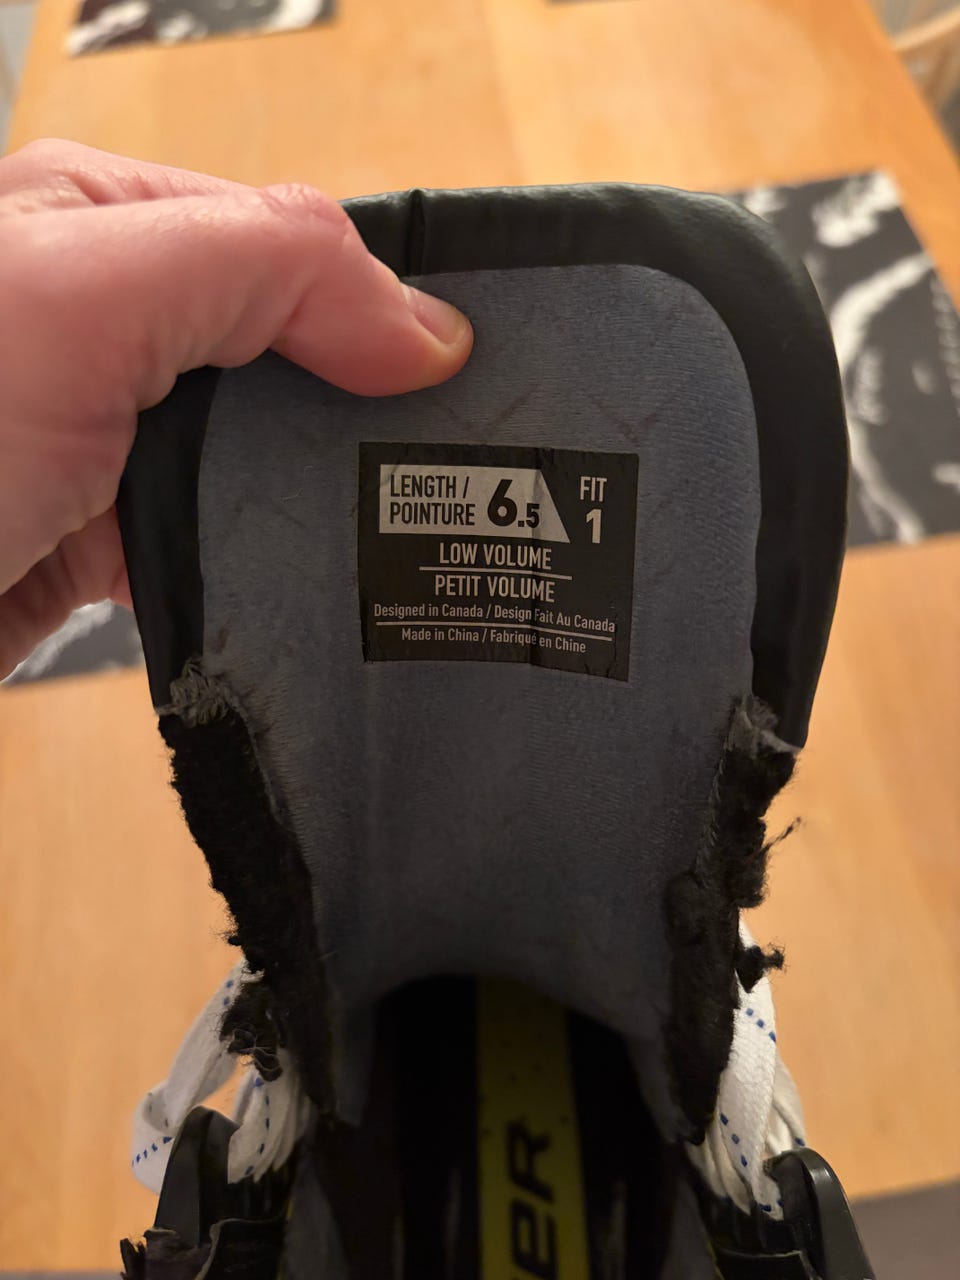 LENGTH / 6.5 FIT
POINTURE 1
LOW VOLUME
PETIT VOLUME
Designed in Canada / Design Fait Au Canada
Made in China / Fabriqué en Chine